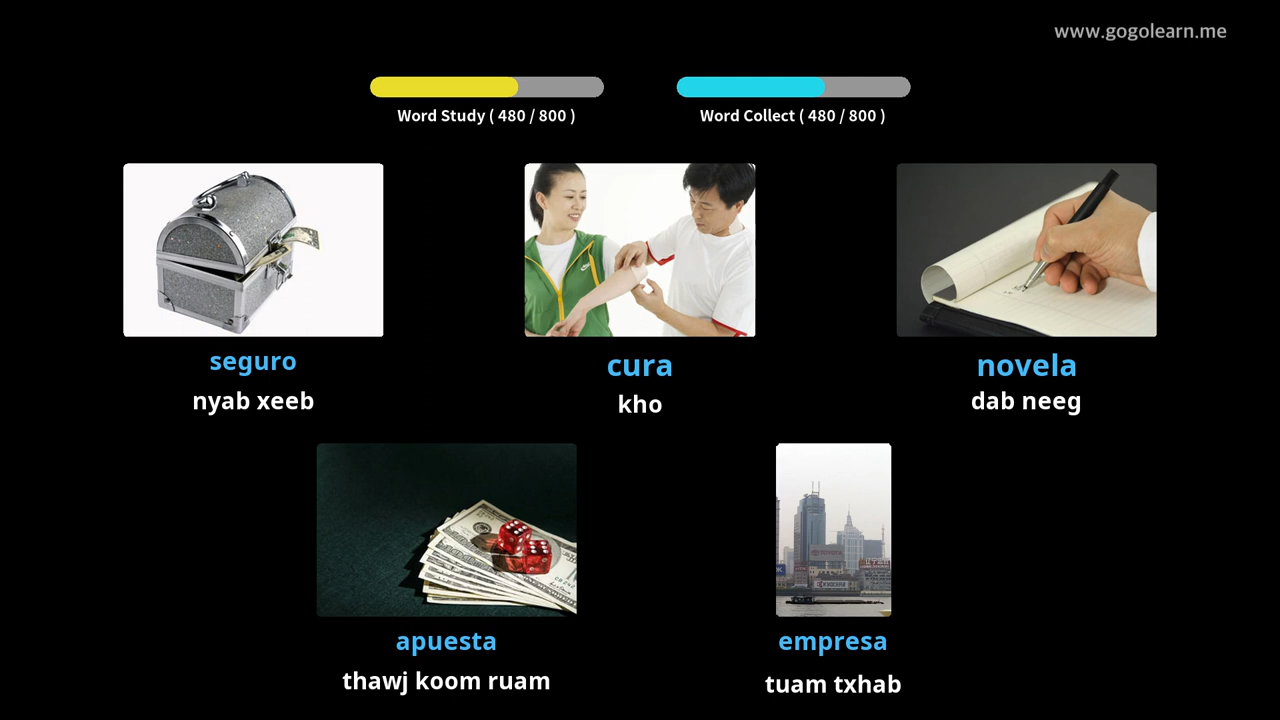 www.gogolearn.me
Word Study ( 480 / 800 )
Word Collect ( 480 / 800 )
seguro
nyab xeeb
cura
kho
novela
dab neeg
apuesta
thawj koom ruam
empresa
tuam txhab